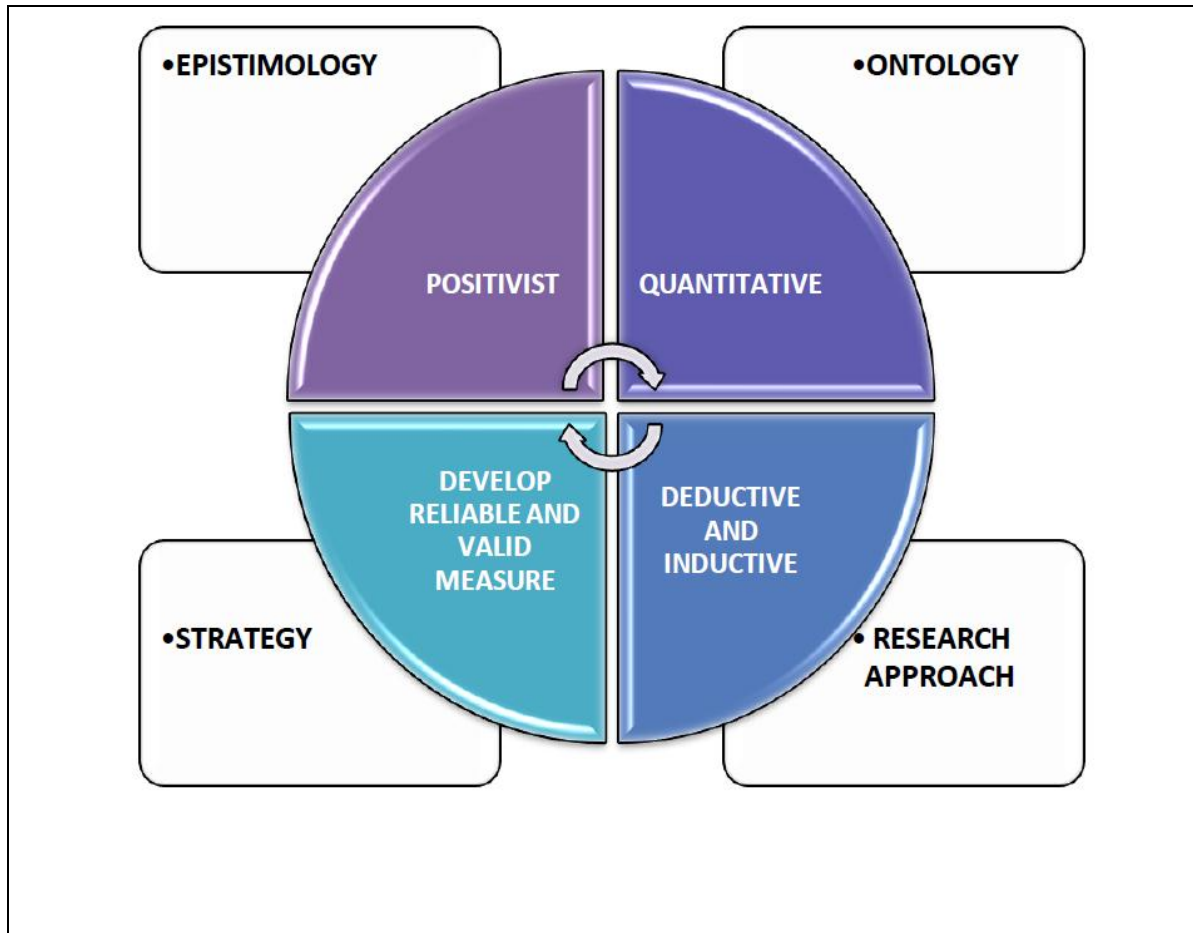 •EPISTIMOLOGY
•ONTOLOGY
POSITIVIST
QUANTITATIVE
DEVELOP
RELIABLE AND
VALID
MEASURE
DEDUCTIVE
AND
INDUCTIVE
•STRATEGY
• RESEARCH
APPROACH